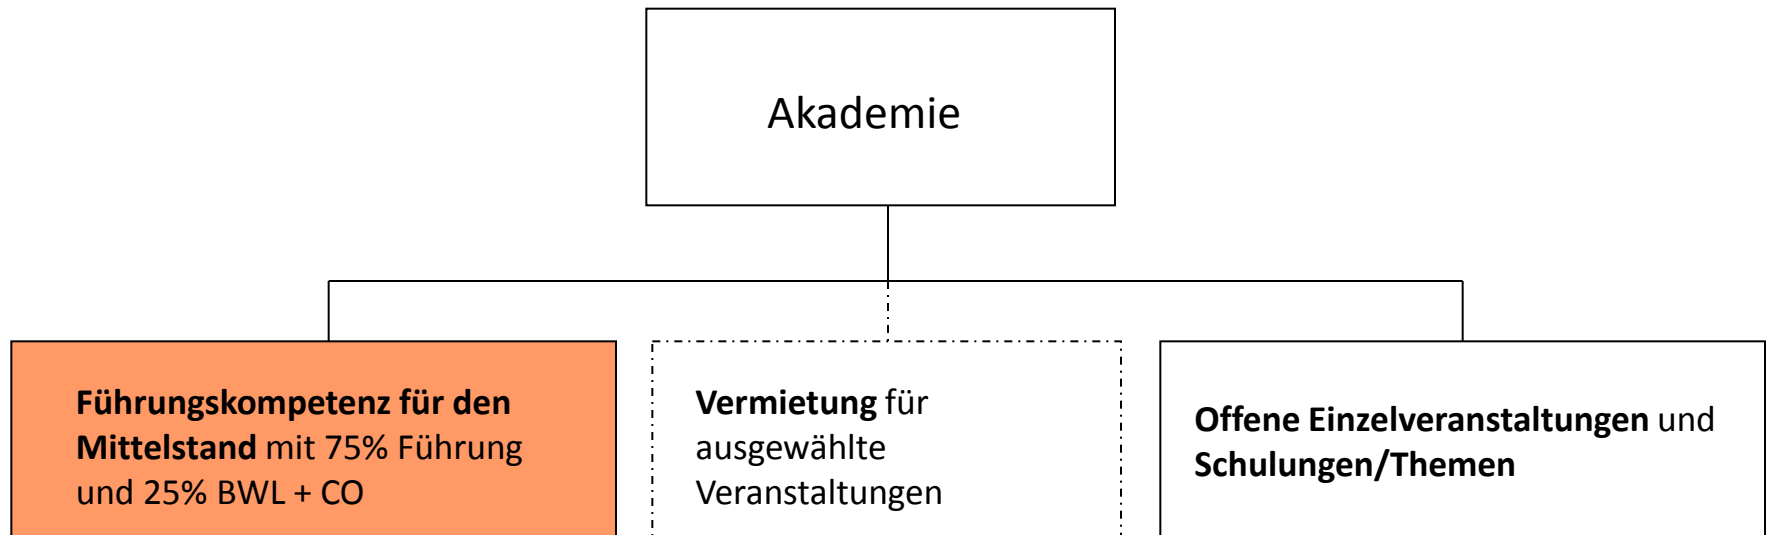 Akademie
Führungskompetenz für den
Mittelstand mit 75% Führung
und 25% BWL + CO
Vermietung für
ausgewählte
Veranstaltungen
Offene Einzelveranstaltungen und
Schulungen/Themen